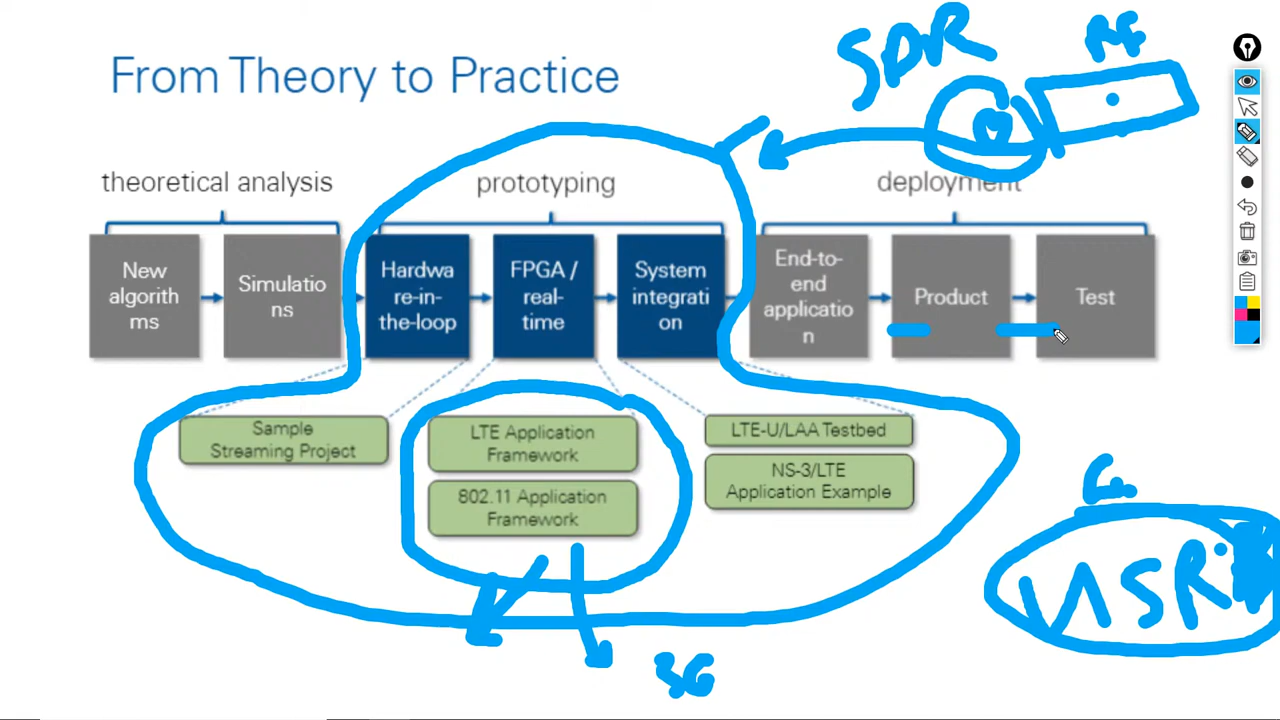 From Theory to Practice
SDR
RF
theoretical analysis
prototyping
deployment
New
algorith
ms
Simulatio
ns
Hardwa
re-in-
the-loop
FPGA /
real-
time
System
integrati
on
End-to-
end
applicatio
n
Product
Test
Sample
Streaming Project
LTE Application
Framework
802.11 Application
Framework
LTE-U/LAA Testbed
NS-3/LTE
Application Example
USR